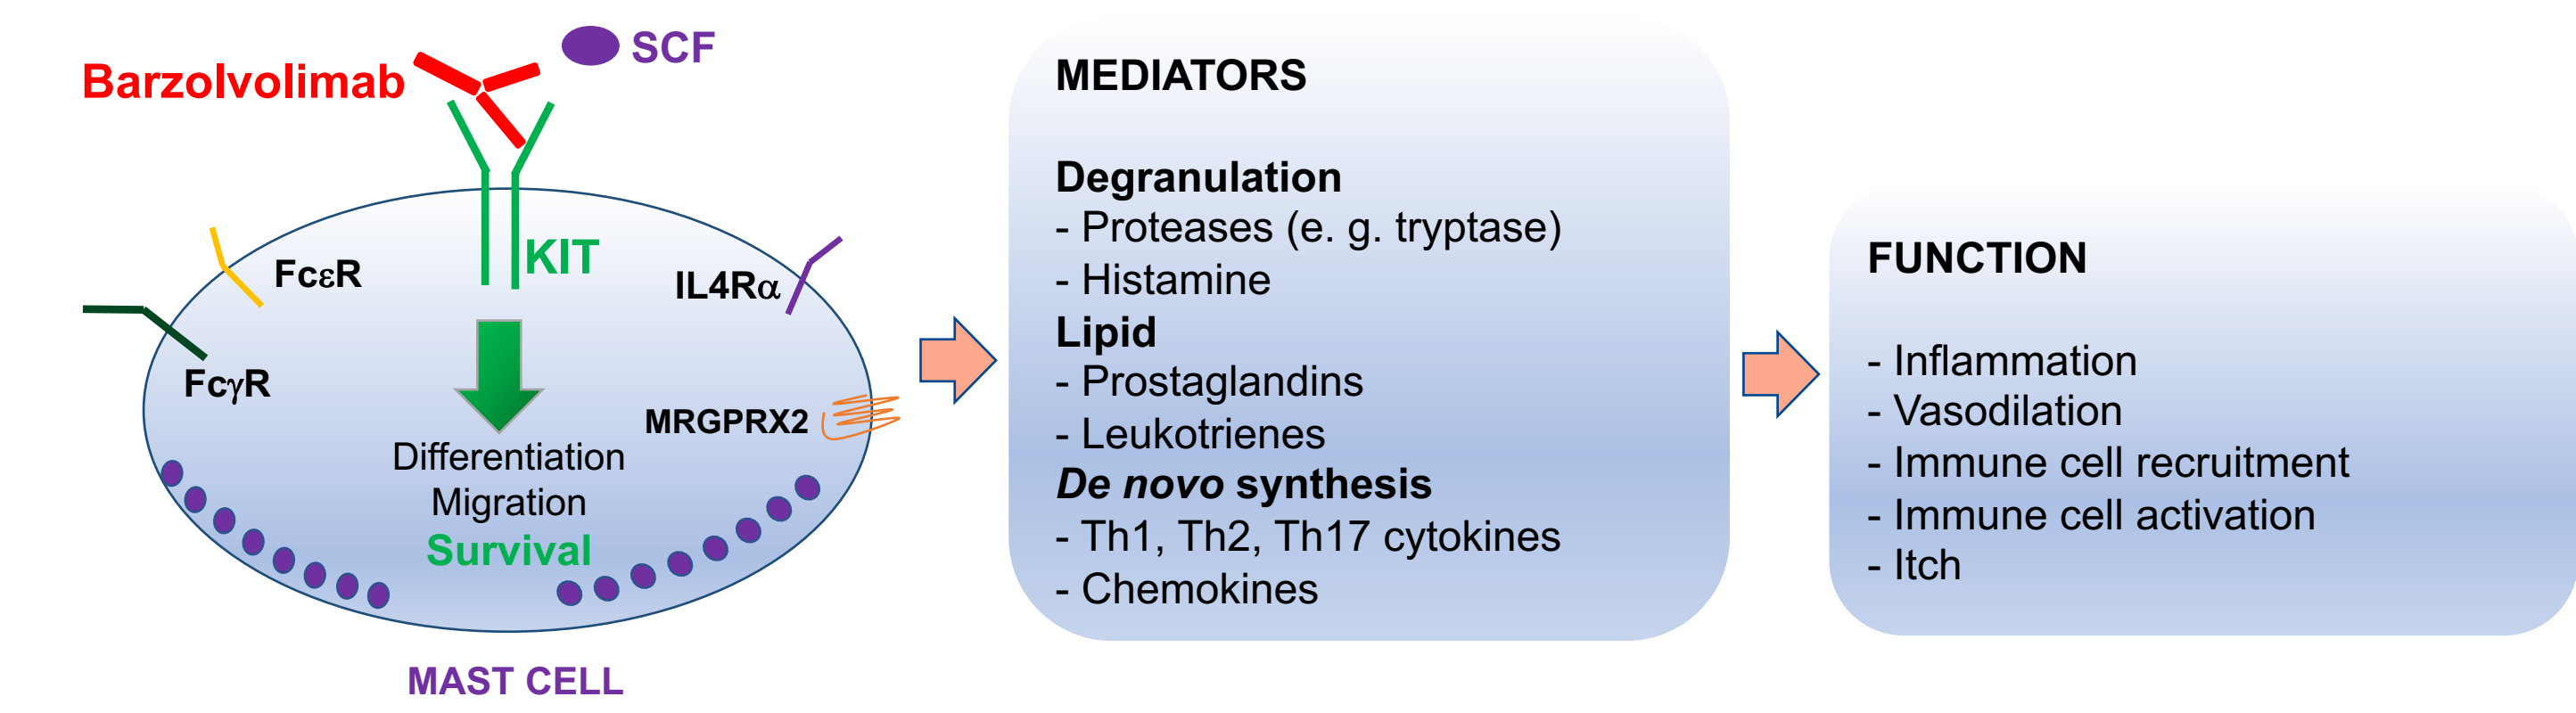 Barzolvolimab
SCF
KIT
FcεR
FcγR
IL4Rα
MRGPRX2
Differentiation
Migration
Survival
MAST CELL
MEDIATORS
Degranulation
- Proteases (e. g. tryptase)
- Histamine
Lipid
- Prostaglandins
- Leukotrienes
De novo synthesis
- Th1, Th2, Th17 cytokines
- Chemokines
FUNCTION
- Inflammation
- Vasodilation
- Immune cell recruitment
- Immune cell activation
- Itch